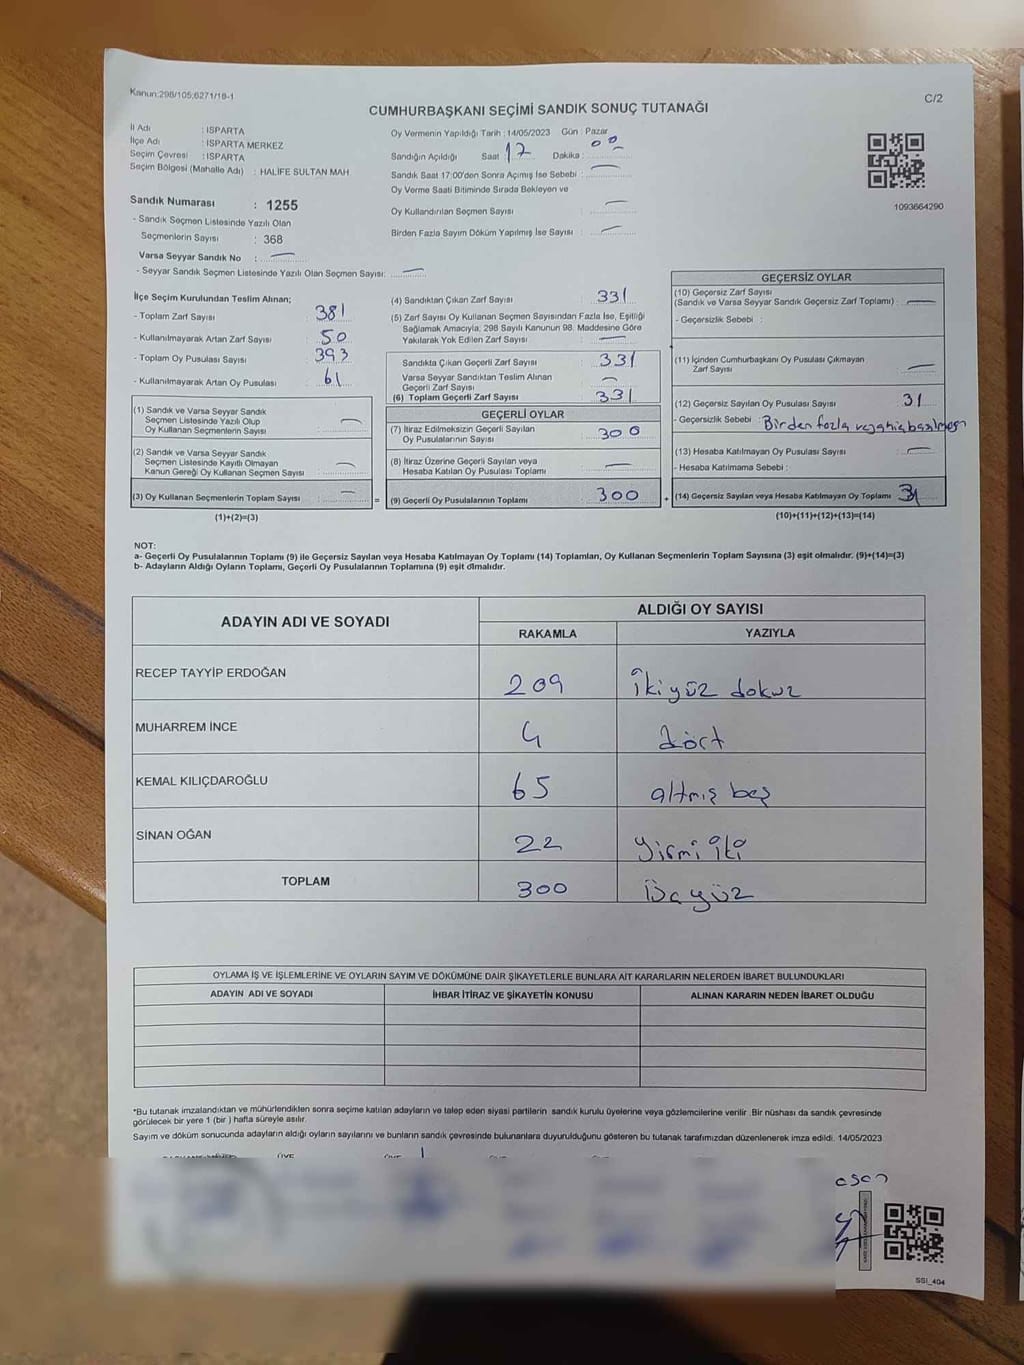 Kanun:298/105;6271/18-1
C/2
CUMHURBAŞKANI SEÇİMİ SANDIK SONUÇ TUTANAĞI
İl Adı : ISPARTA
İlçe Adı : ISPARTA MERKEZ
Seçim Çevresi : ISPARTA
Seçim Bölgesi (Mahalle Adı) : HALİFE SULTAN MAH.
Sandık Numarası : 1255
- Sandık Seçmen Listesinde Yazılı Olan
Seçmenlerin Sayısı : 368
Varsa Seyyar Sandık No : —
- Seyyar Sandık Seçmen Listesinde Yazılı Olan Seçmen Sayısı: —
Oy Vermenin Yapıldığı Tarih : 14/05/2023 Gün : Pazar
Sandığın Açıldığı Saat 17 Dakika : 00
Sandık Saat 17:00'den Sonra Açımış İse Sebebi : —
Oy Verme Saati Bitiminde Sırada Bekleyen ve
Oy Kullandırılan Seçmen Sayısı : —
Birden Fazla Sayım Döküm Yapılmış İse Sayısı : —
1093664290
İlçe Seçim Kurulundan Teslim Alınan;
- Toplam Zarf Sayısı : 381
- Kullanılmayarak Artan Zarf Sayısı : 50
- Toplam Oy Pusulası Sayısı : 393
- Kullanılmayarak Artan Oy Pusulası : 61
(1) Sandık ve Varsa Seyyar Sandık
Seçmen Listesinde Yazılı Olup
Oy Kullanan Seçmenlerin Sayısı : —
(2) Sandık ve Varsa Seyyar Sandık
Seçmen Listesinde Kayıtlı Olmayan
Kanun Gereği Oy Kullanan Seçmen Sayısı : —
(3) Oy Kullanan Seçmenlerin Toplam Sayısı : — =
(1)+(2)=(3)
(4) Sandıktan Çıkan Zarf Sayısı : 331
(5) Zarf Sayısı Oy Kullanan Seçmen Sayısından Fazla İse, Eşitliği
Sağlamak Amacıyla, 298 Sayılı Kanunun 98. Maddesine Göre
Yakılarak Yok Edilen Zarf Sayısı : —
Sandıkta Çıkan Geçerli Zarf Sayısı : 331
Varsa Seyyar Sandıktan Teslim Alınan
Geçerli Zarf Sayısı : —
(6) Toplam Geçerli Zarf Sayısı : 331
GEÇERLİ OYLAR
(7) İtiraz Edilmeksizin Geçerli Sayılan
Oy Pusulalarının Sayısı : 300
(8) İtiraz Üzerine Geçerli Sayılan veya
Hesaba Katılan Oy Pusulası Toplamı : —
(9) Geçerli Oy Pusulalarının Toplamı : 300 +
GEÇERSİZ OYLAR
(10) Geçersiz Zarf Sayısı
(Sandık ve Varsa Seyyar Sandık Geçersiz Zarf Toplamı) : —
- Geçersizlik Sebebi :
(11) İçinden Cumhurbaşkanı Oy Pusulası Çıkmayan
Zarf Sayısı : —
(12) Geçersiz Sayılan Oy Pusulası Sayısı : 31
- Geçersizlik Sebebi : Birden fazla
(13) Hesaba Katılmayan Oy Pusulası Sayısı : —
- Hesaba Katılmama Sebebi :
(14) Geçersiz Sayılan veya Hesaba Katılmayan Oy Toplamı : 31
(10)+(11)+(12)+(13)=(14)
NOT:
a- Geçerli Oy Pusulalarının Toplamı (9) ile Geçersiz Sayılan veya Hesaba Katılmayan Oy Toplamı (14) Toplamları, Oy Kullanan Seçmenlerin Toplam Sayısına (3) eşit olmalıdır. (9)+(14)=(3)
b- Adayların Aldığı Oyların Toplamı, Geçerli Oy Pusulalarının Toplamına (9) eşit olmalıdır.
ADAYIN ADI VE SOYADI ALDIĞI OY SAYISI
RAKAMLA YAZIYLA
RECEP TAYYİP ERDOĞAN 209 ikiyüz dokuz
MUHARREM İNCE 4 dört
KEMAL KILIÇDAROĞLU 65 altmış beş
SİNAN OĞAN 22 Yirmi iki
TOPLAM 300 Üçyüz
OYLAMA İŞ VE İŞLEMLERİNE VE OYLARIN SAYIM VE DÖKÜMÜNE DAİR ŞİKAYETLERLE BUNLARA AİT KARARLARIN NELERDEN İBARET BULUNDUKLARI
ADAYIN ADI VE SOYADI İHBAR İTİRAZ VE ŞİKAYETİN KONUSU ALINAN KARARIN NEDEN İBARET OLDUĞU
*Bu tutanak imzalandıktan ve mühürlendikten sonra seçime katılan adayların ve talep eden siyasi partilerin sandık kurulu üyelerine veya gözlemcilerine verilir. Bir nüshası da sandık çevresinde
görülecek bir yere 1 (bir ) hafta süreyle asılır.
Sayım ve döküm sonucunda adayların aldığı oyların sayılarını ve bunların sandık çevresinde bulunanlara duyurulduğunu gösteren bu tutanak tarafımızdan düzenlenerek imza edildi. 14/05/2023
ÜYE
SSI_404